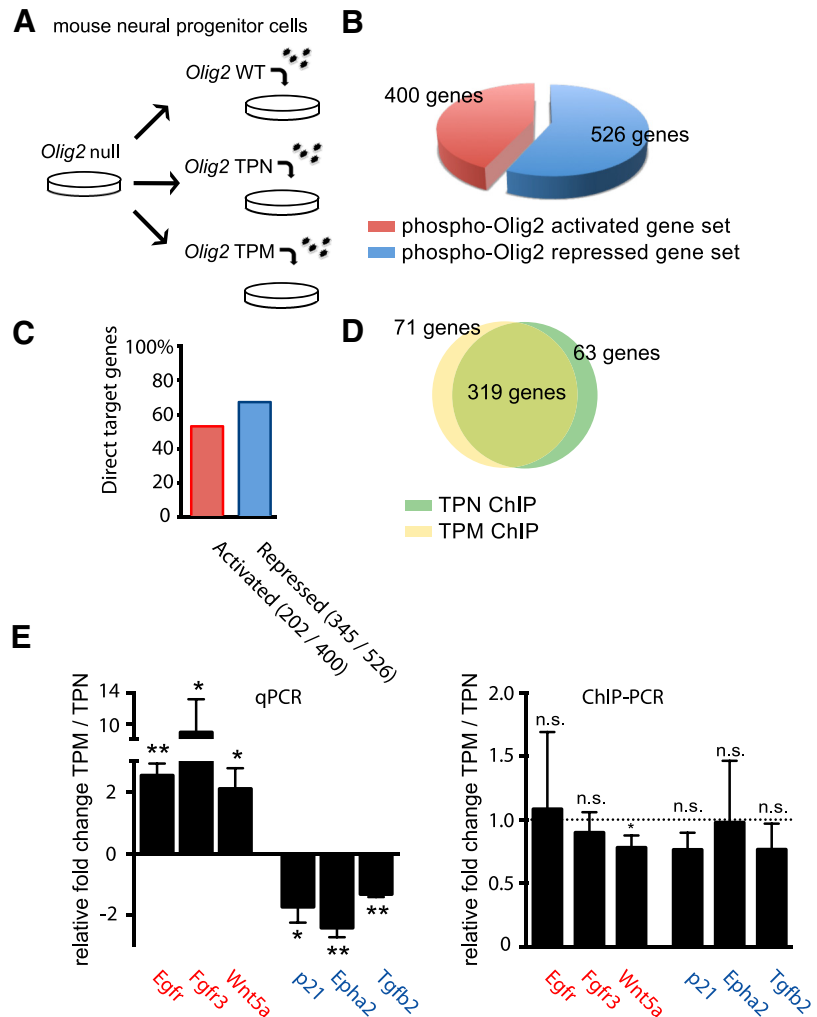 A
mouse neural progenitor cells
Olig2 WT
Olig2 null
Olig2 TPN
Olig2 TPM
B
400 genes
526 genes
phospho-Olig2 activated gene set
phospho-Olig2 repressed gene set
C
Direct target genes
100%
80
60
40
20
0
Activated (202 / 400)
Repressed (345 / 526)
D
71 genes
63 genes
319 genes
TPN ChIP
TPM ChIP
E
qPCR
relative fold change TPM / TPN
14
10
2
0
-2
**
*
*
*
**
**
Egfr
Fgfr3
Wnt5a
p21
Epha2
Tgfb2
ChIP-PCR
relative fold change TPM / TPN
2.0
1.5
1.0
0.5
0
n.s.
n.s.
*
n.s.
n.s.
n.s.
Egfr
Fgfr3
Wnt5a
p21
Epha2
Tgfb2